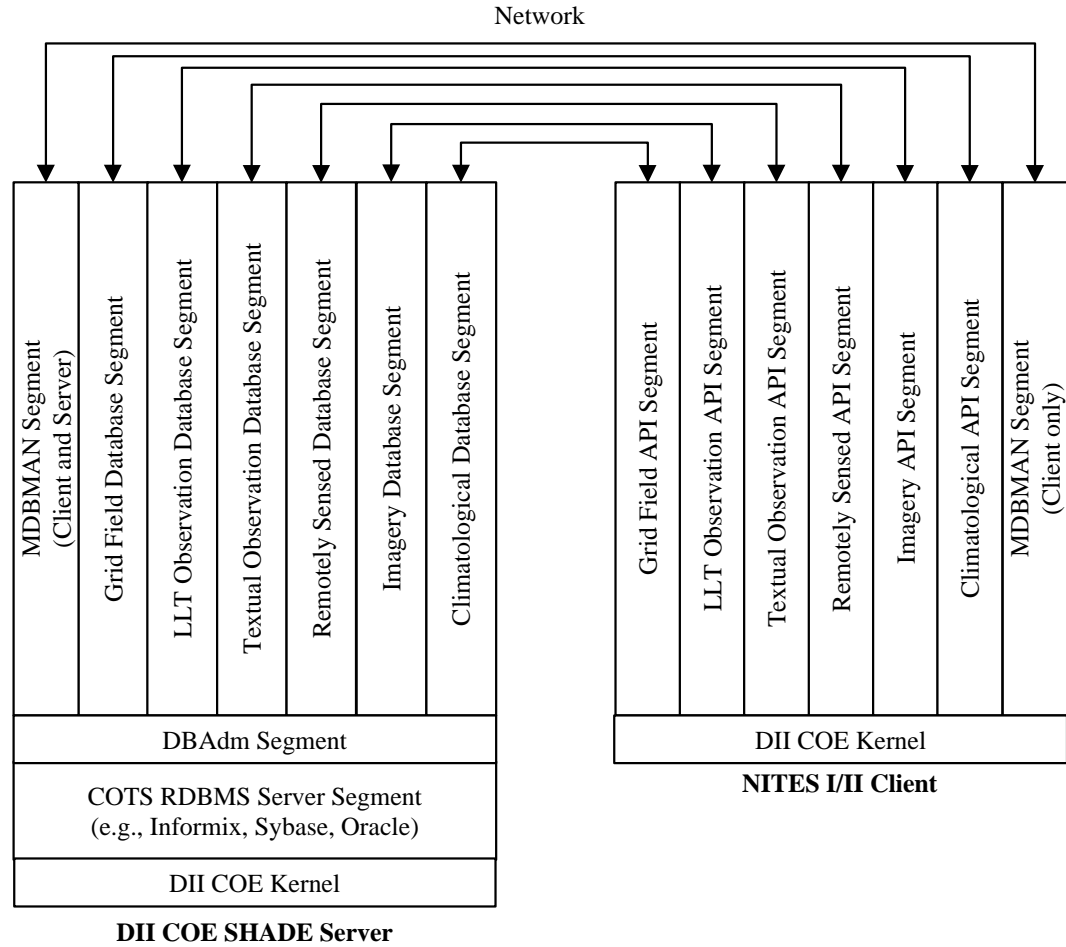 Network
MDBMAN Segment
(Client and Server)
Grid Field Database Segment
LLT Observation Database Segment
Textual Observation Database Segment
Remotely Sensed Database Segment
Imagery Database Segment
Climatological Database Segment
DBAdm Segment
COTS RDBMS Server Segment
(e.g., Informix, Sybase, Oracle)
DII COE Kernel
DII COE SHADE Server
Grid Field API Segment
LLT Observation API Segment
Textual Observation API Segment
Remotely Sensed API Segment
Imagery API Segment
Climatological API Segment
MDBMAN Segment
(Client only)
DII COE Kernel
NITES I/II Client